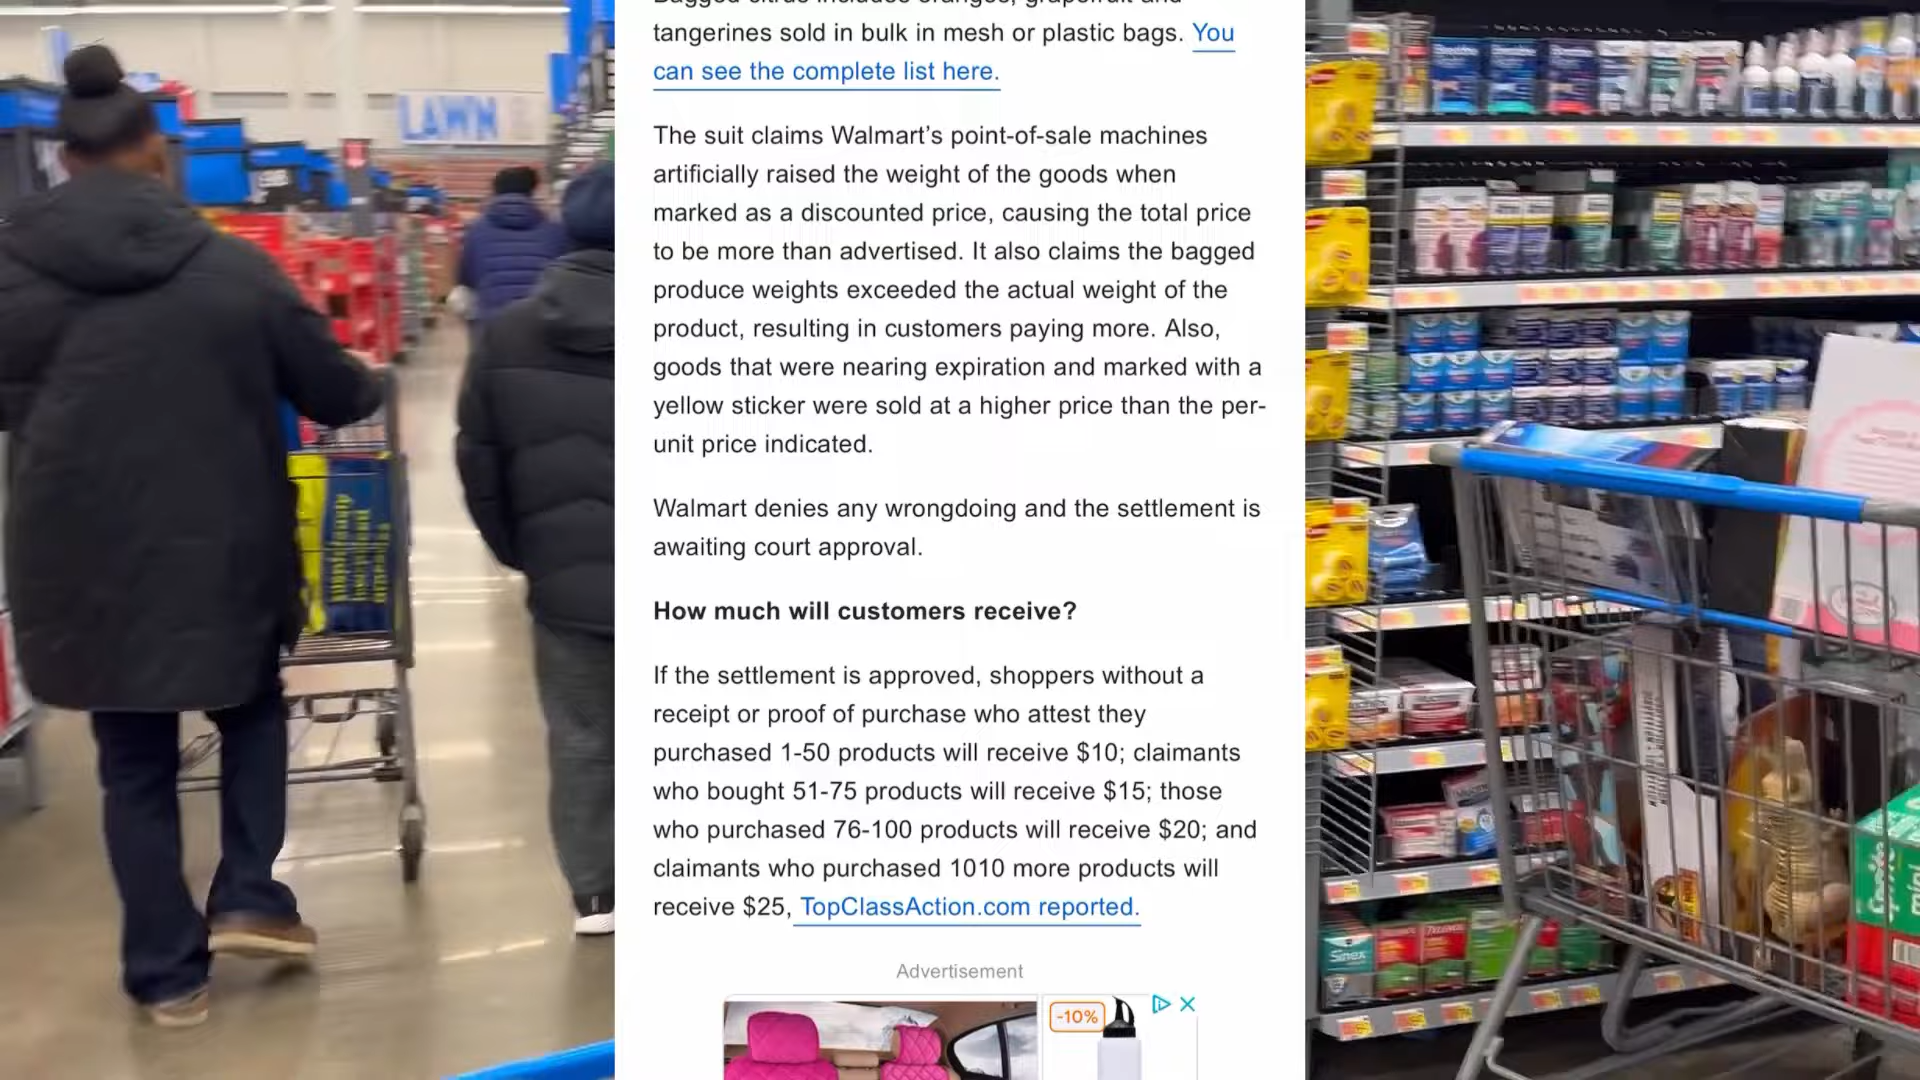 LAWN
Bagged citrus includes oranges, grapefruit and
tangerines sold in bulk in mesh or plastic bags. You
can see the complete list here.
The suit claims Walmart’s point-of-sale machines
artificially raised the weight of the goods when
marked as a discounted price, causing the total price
to be more than advertised. It also claims the bagged
produce weights exceeded the actual weight of the
product, resulting in customers paying more. Also,
goods that were nearing expiration and marked with a
yellow sticker were sold at a higher price than the per-
unit price indicated.
Walmart denies any wrongdoing and the settlement is
awaiting court approval.
How much will customers receive?
If the settlement is approved, shoppers without a
receipt or proof of purchase who attest they
purchased 1-50 products will receive $10; claimants
who bought 51-75 products will receive $15; those
who purchased 76-100 products will receive $20; and
claimants who purchased 1010 more products will
receive $25, TopClassAction.com reported.
Advertisement
-10%
Sinex